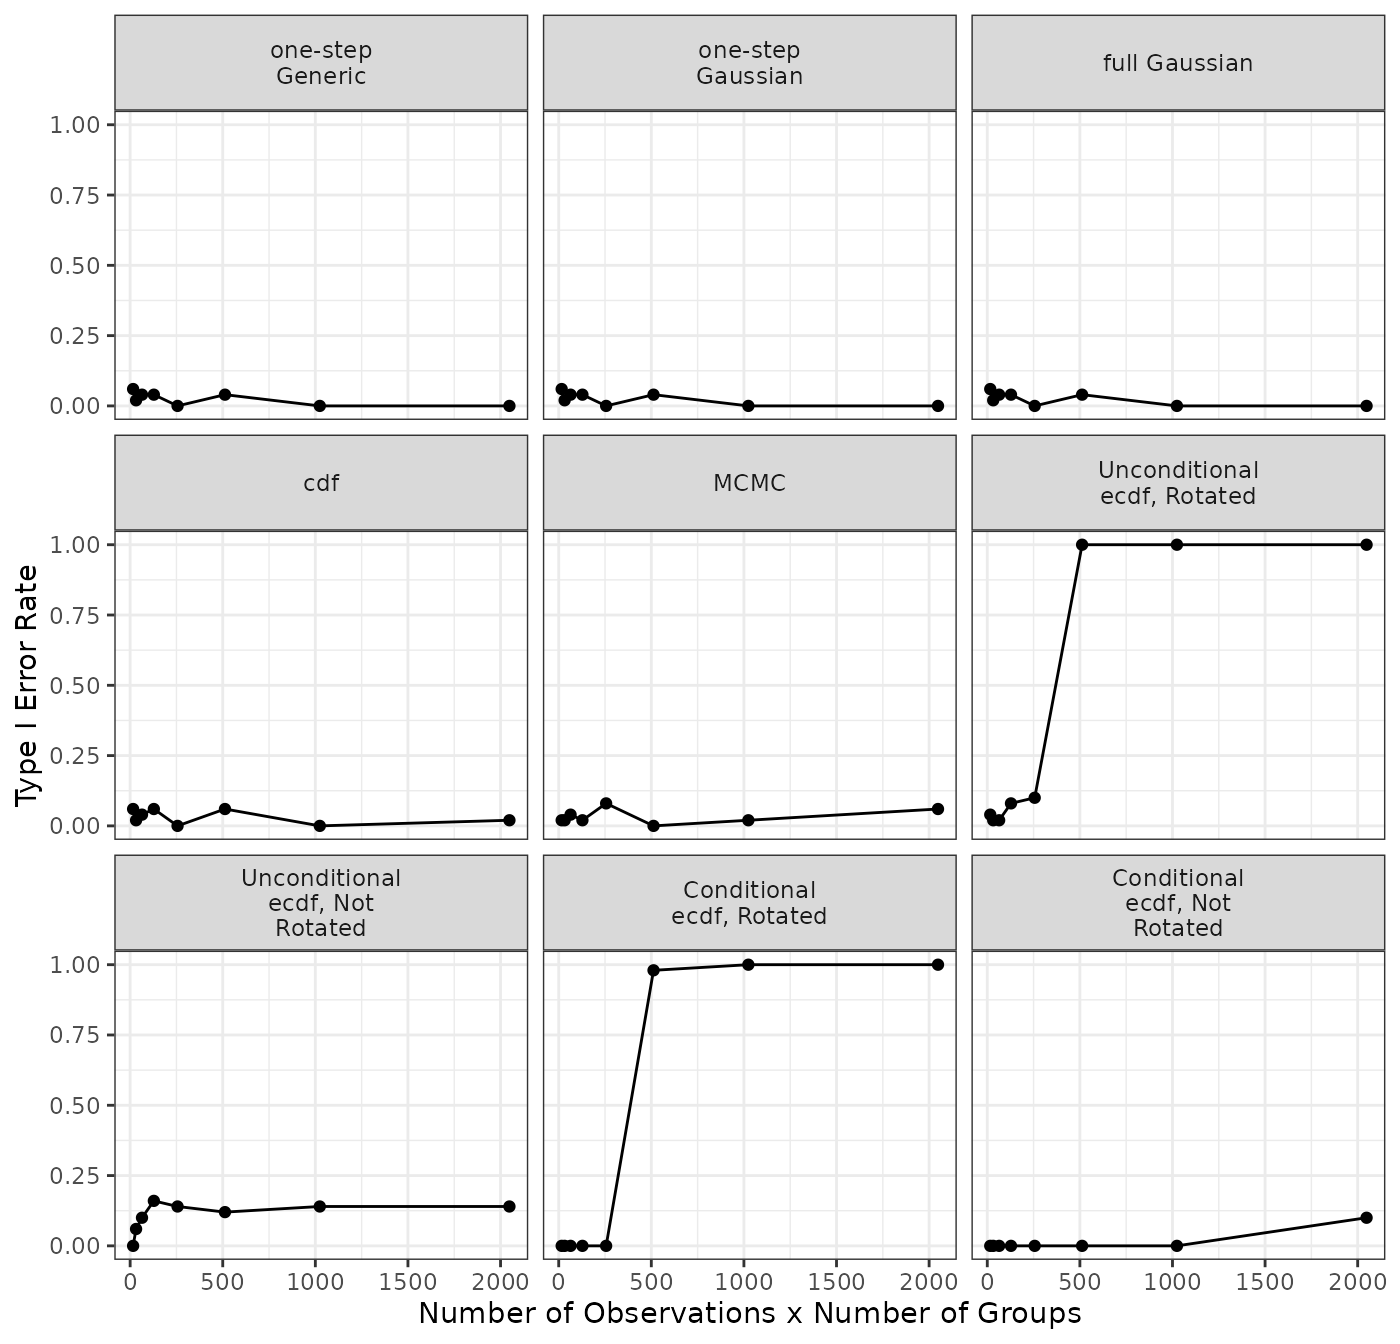 one-step
Generic
one-step
Gaussian
full Gaussian
1.00
0.75
0.50
0.25
0.00
cdf
MCMC
Unconditional
ecdf, Rotated
1.00
0.75
0.50
0.25
0.00
Type I Error Rate
Unconditional
ecdf, Not
Rotated
Conditional
ecdf, Rotated
Conditional
ecdf, Not
Rotated
1.00
0.75
0.50
0.25
0.00
0 500 1000 1500 2000 0 500 1000 1500 2000 0 500 1000 1500 2000
Number of Observations x Number of Groups